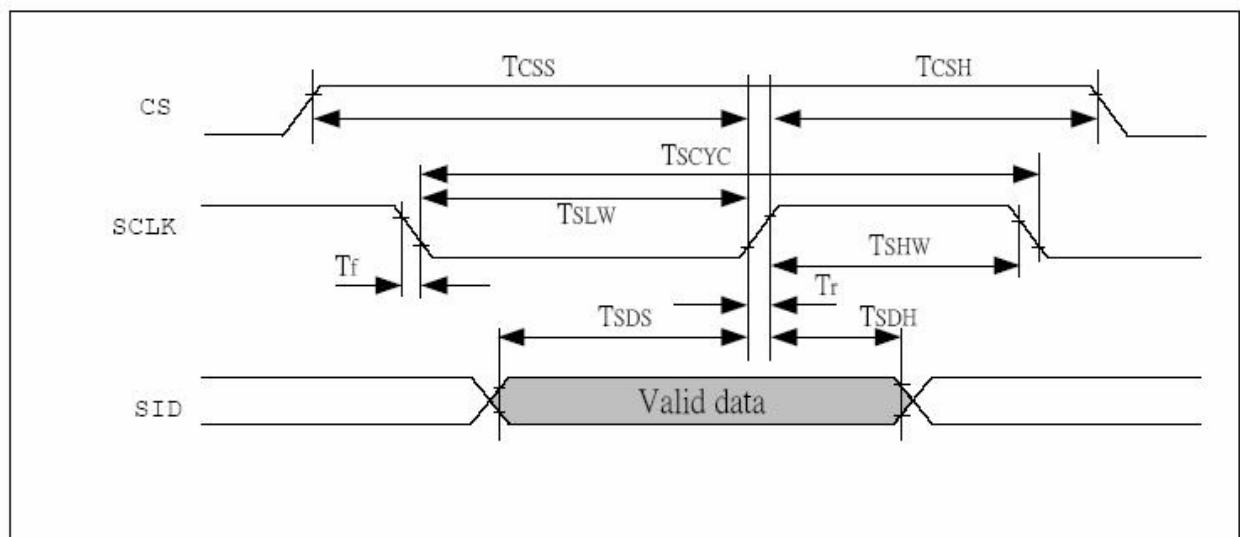 TCSS
TCSH
CS
TSCYC
TSLW
SCLK
TSHW
Tf
Tr
TSDS
TSDH
SID
Valid data